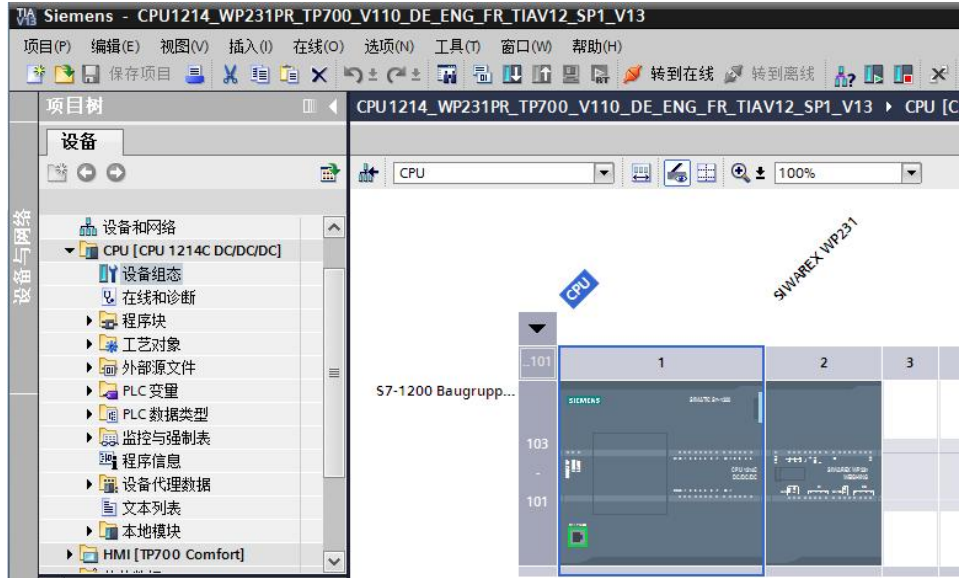 Siemens - CPU1214_WP231PR_TP700_V110_DE_ENG_FR_TIAV12_SP1_V13
项目(P) 编辑(E) 视图(V) 插入(I) 在线(O) 选项(N) 工具(T) 窗口(W) 帮助(H)
保存项目 转到在线 转到离线
项目树
CPU1214_WP231PR_TP700_V110_DE_ENG_FR_TIAV12_SP1_V13 CPU [C
设备
CPU 100%
设备与网络
设备和网络
CPU [CPU 1214C DC/DC/DC]
设备组态
在线和诊断
程序块
工艺对象
外部源文件
PLC 变量
PLC 数据类型
监控与强制表
程序信息
设备代理数据
文本列表
本地模块
HMI [TP700 Comfort]
CPU
SIWAREX WP231
..101 1 2 3
S7-1200 Baugrupp...
SIEMENS SIMATIC S7-1200
103
-
101